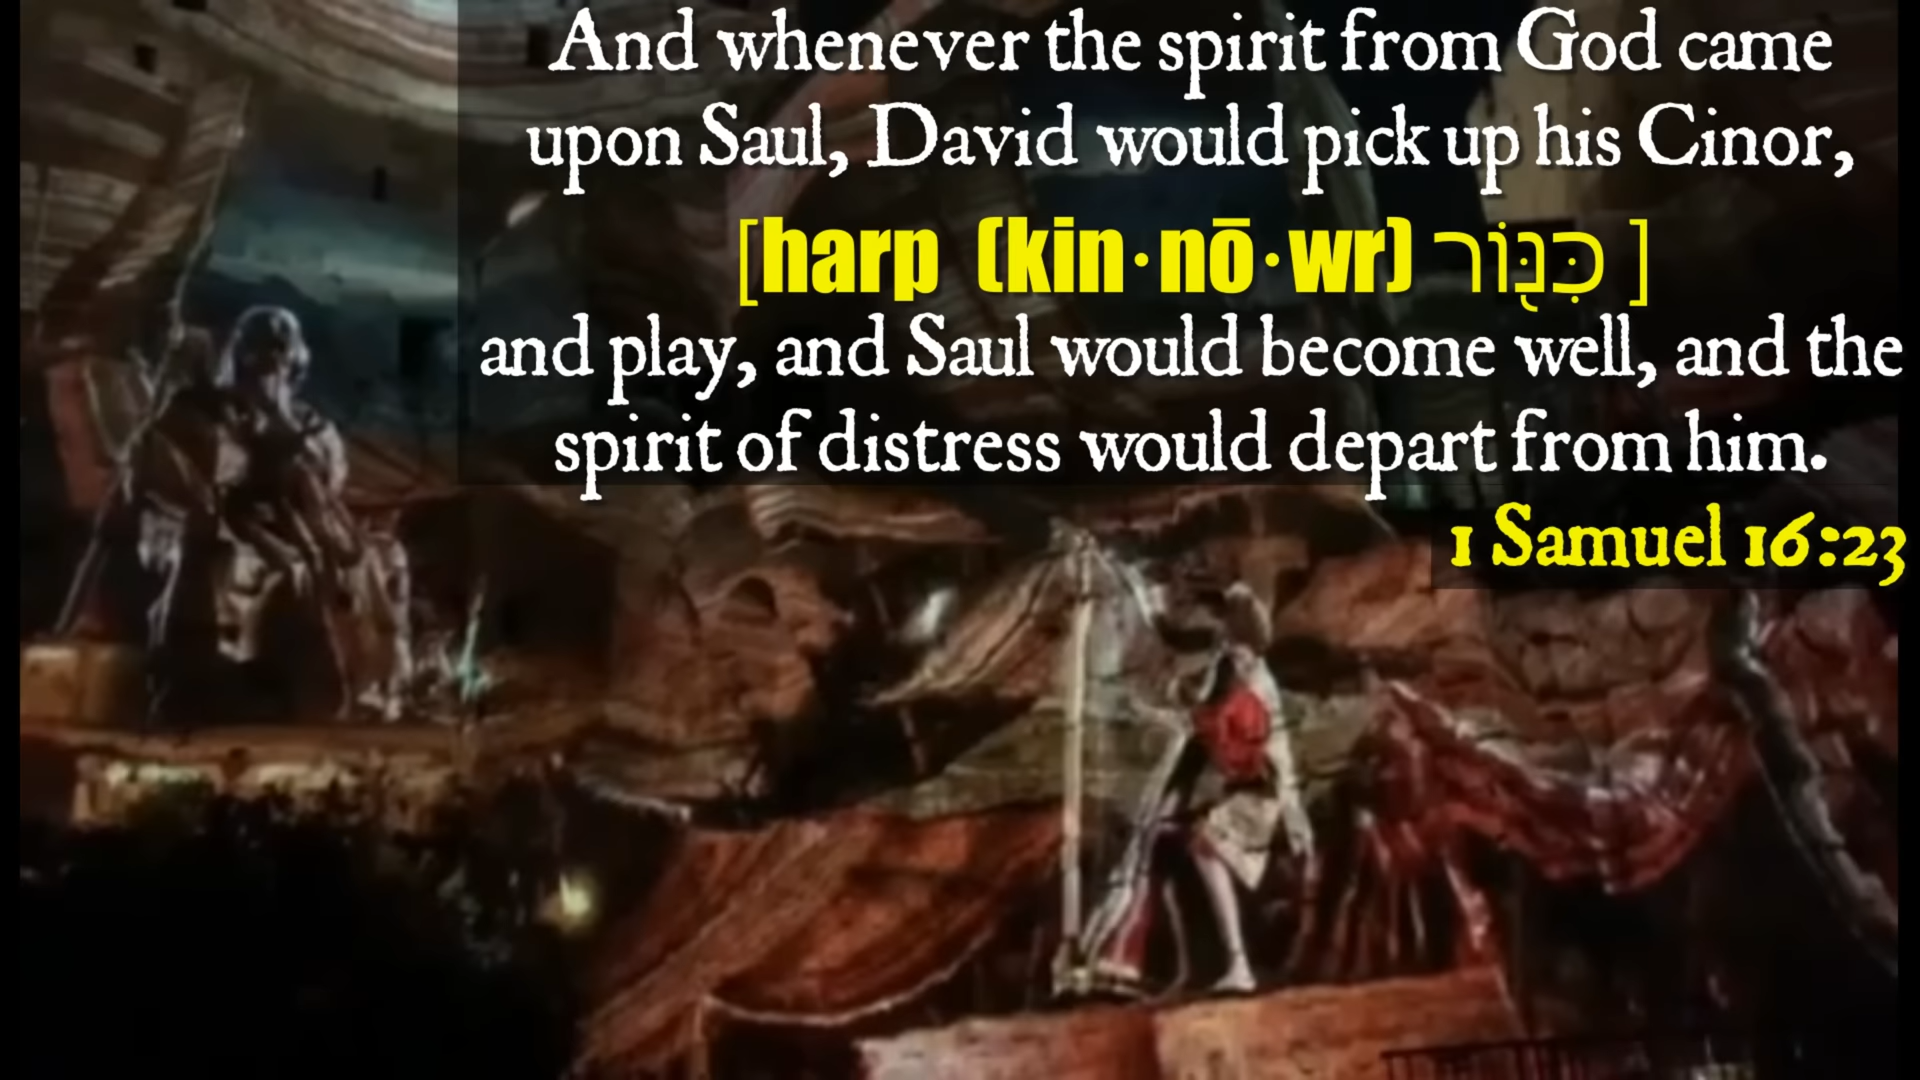 And whenever the spirit from God came
upon Saul, David would pick up his Cinor,
[harp (kin·nō·wr) כִּנּ֖וֹר ]
and play, and Saul would become well, and the
spirit of distress would depart from him.
1 Samuel 16:23